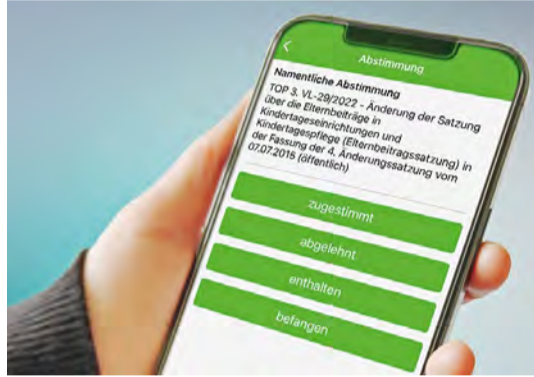 Abstimmung
Namentliche Abstimmung
TOP 3. VL-29/2022 - Änderung der Satzung
über die Elternbeiträge in
Kindertageseinrichtungen und
Kindertagespflege (Elternbeitragssatzung) in
der Fassung der 4. Änderungssatzung vom
07.07.2016 (öffentlich)
zugestimmt
abgelehnt
enthalten
befangen